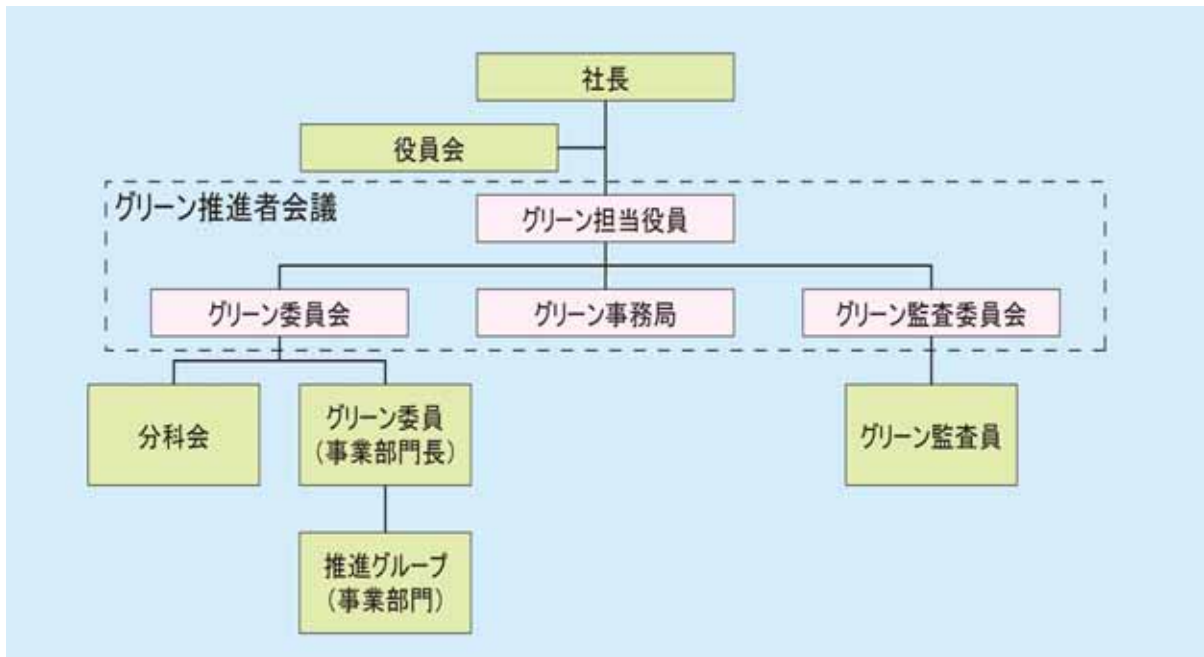 社長
役員会
グリーン推進者会議
グリーン担当役員
グリーン委員会
グリーン事務局
グリーン監査委員会
分科会
グリーン委員
（事業部門長）
グリーン監査員
推進グループ
（事業部門）